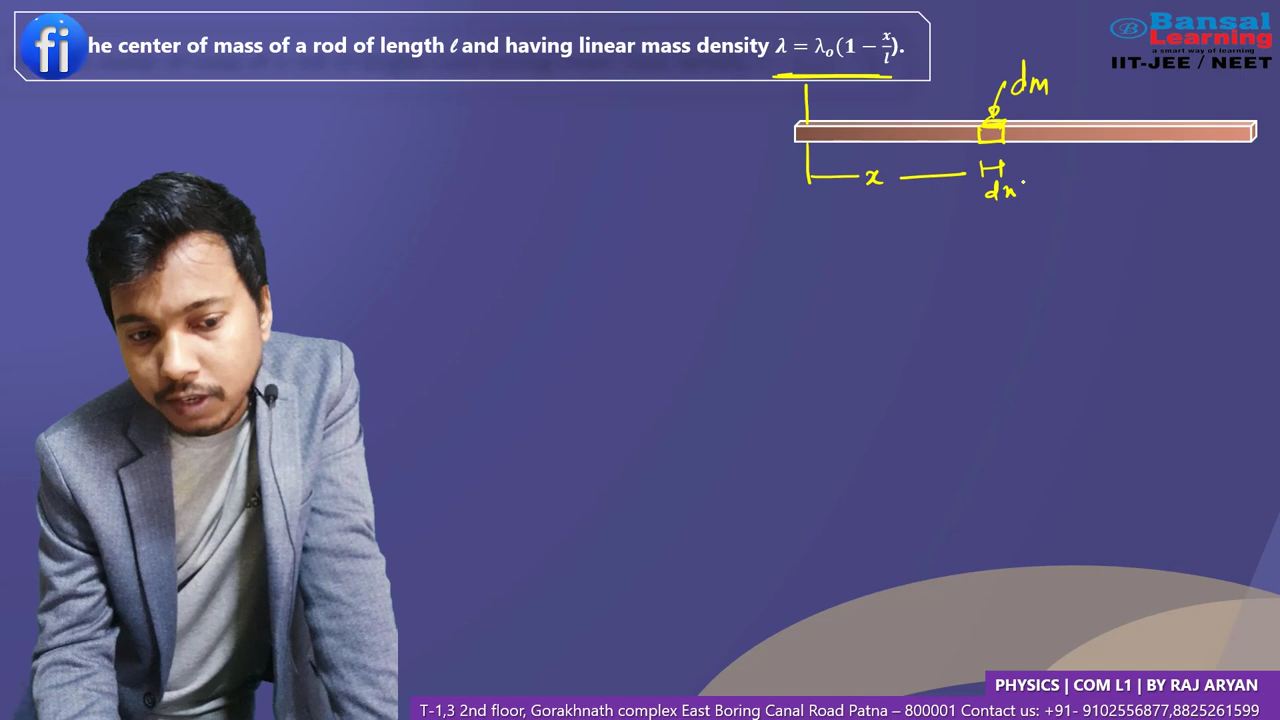 fi he center of mass of a rod of length ℓ and having linear mass density λ = λₒ(1 − x/l).
B Bansal
Learning
a smart way of learning
IIT-JEE / NEET
dm
x
dx
PHYSICS | COM L1 | BY RAJ ARYAN
T-1,3 2nd floor, Gorakhnath complex East Boring Canal Road Patna – 800001 Contact us: +91- 9102556877,8825261599